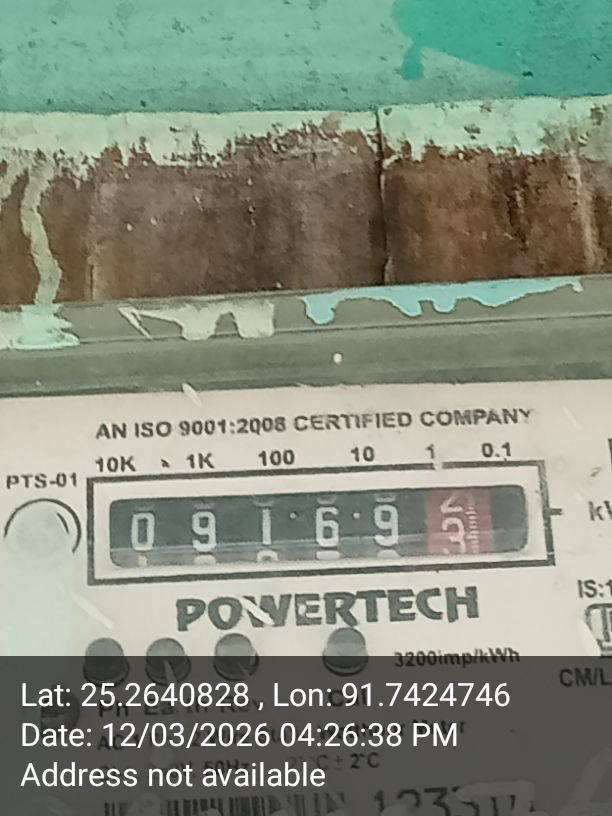 AN ISO 9001:2008 CERTIFIED COMPANY
10K 1K 100 10 1 0.1
PTS-01
0 9 1 6 9 3
POWERTECH
3200imp/kWh
CM/L
Lat: 25.2640828 , Lon: 91.7424746
Date: 12/03/2026 04:26:38 PM
Address not available